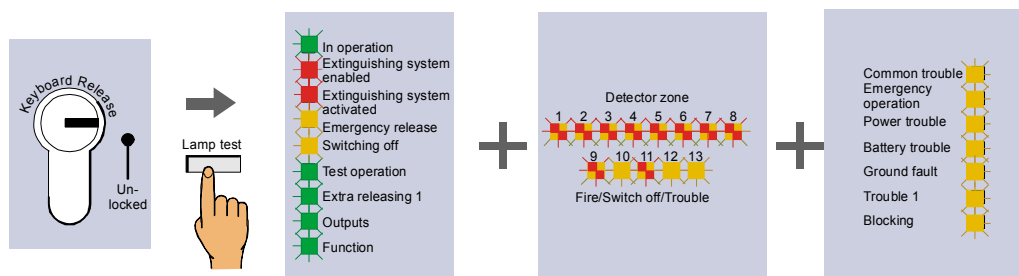 Keyboard Release
Un-
locked
Lamp test
In operation
Extinguishing system
enabled
Extinguishing system
activated
Emergency release
Switching off
Test operation
Extra releasing 1
Outputs
Function
Detector zone
1 2 3 4 5 6 7 8
9 10 11 12 13
Fire/Switch off/Trouble
Common trouble
Emergency
operation
Power trouble
Battery trouble
Ground fault
Trouble 1
Blocking